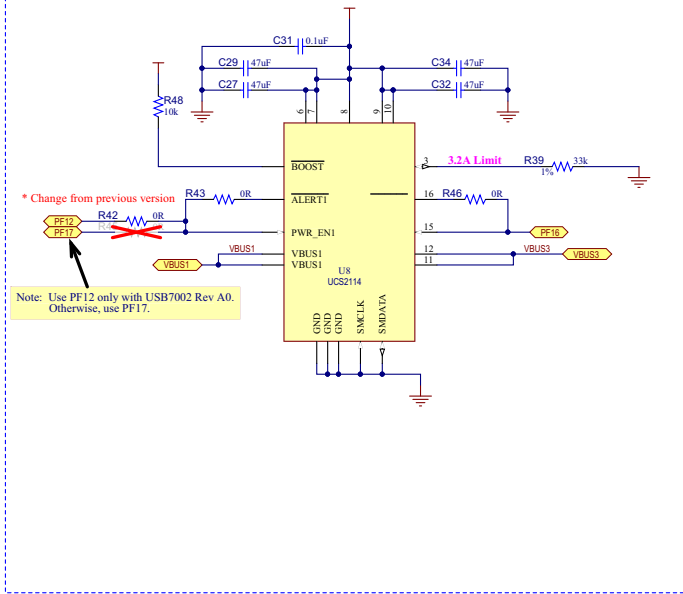 C31 0.1uF
C29 47uF
C34 47uF
C27 47uF
C32 47uF
6 7 8 9 10
R48
10k
BOOST
3 3.2A Limit R39 33k
1%
* Change from previous version
R43 0R
ALERT1
16 R46 0R
PF12 R42 0R
PF17
PWR_EN1
15 PF16
VBUS1 VBUS1 12 VBUS3 VBUS3
VBUS1 VBUS1 11
U8
UCS2114
Note: Use PF12 only with USB7002 Rev A0.
Otherwise, use PF17.
GND GND GND SMCLK SMDATA